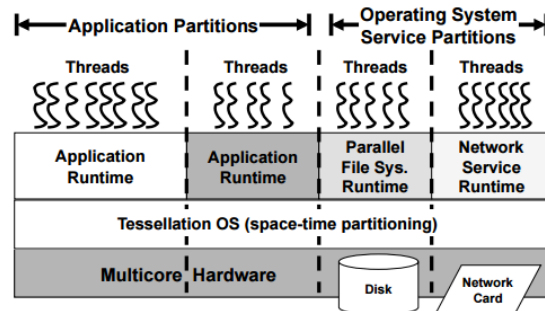 Application Partitions
Operating System
Service Partitions
Threads
Threads
Threads
Threads
Application
Runtime
Application
Runtime
Parallel
File Sys.
Runtime
Network
Service
Runtime
Tessellation OS (space-time partitioning)
Multicore Hardware
Disk
Network
Card